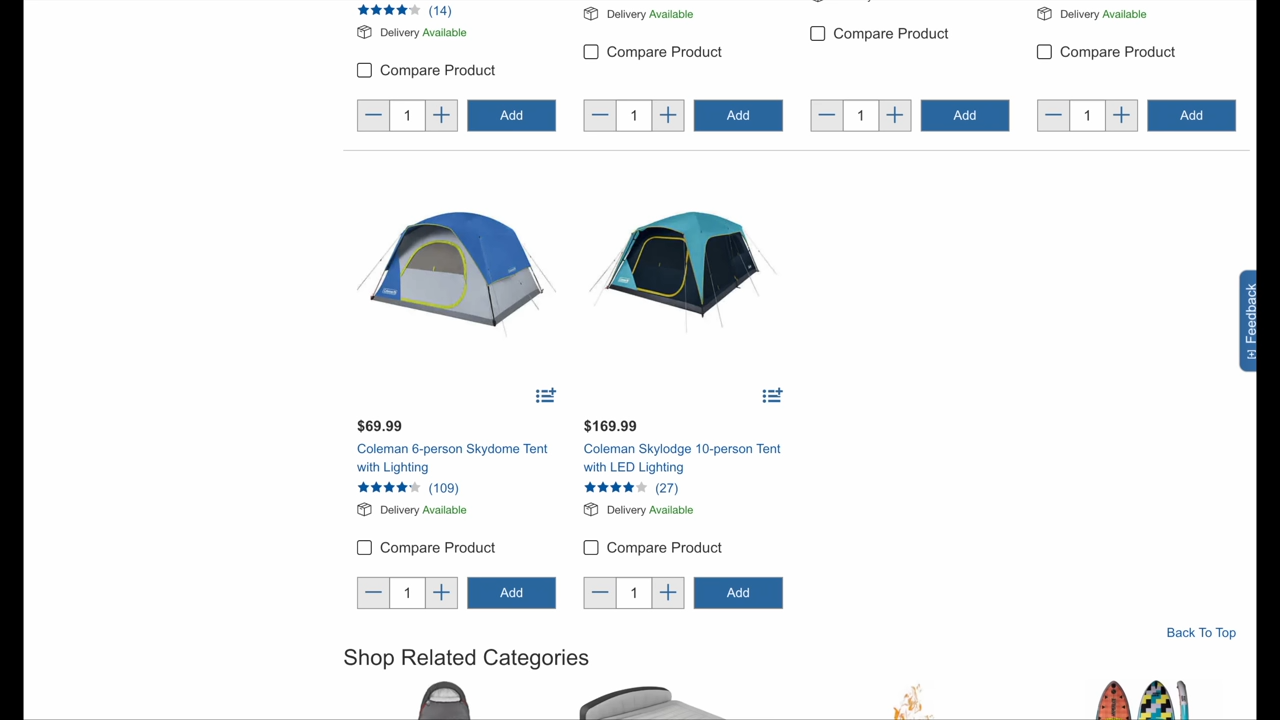 (14)
Delivery Available
Delivery Available
Delivery Available
Compare Product
Compare Product
Compare Product
Compare Product
1
Add
1
Add
1
Add
1
Add
Feedback
[+]
$69.99
$169.99
Coleman 6-person Skydome Tent
with Lighting
Coleman Skylodge 10-person Tent
with LED Lighting
(109)
(27)
Delivery Available
Delivery Available
Compare Product
Compare Product
1
Add
1
Add
Back To Top
Shop Related Categories